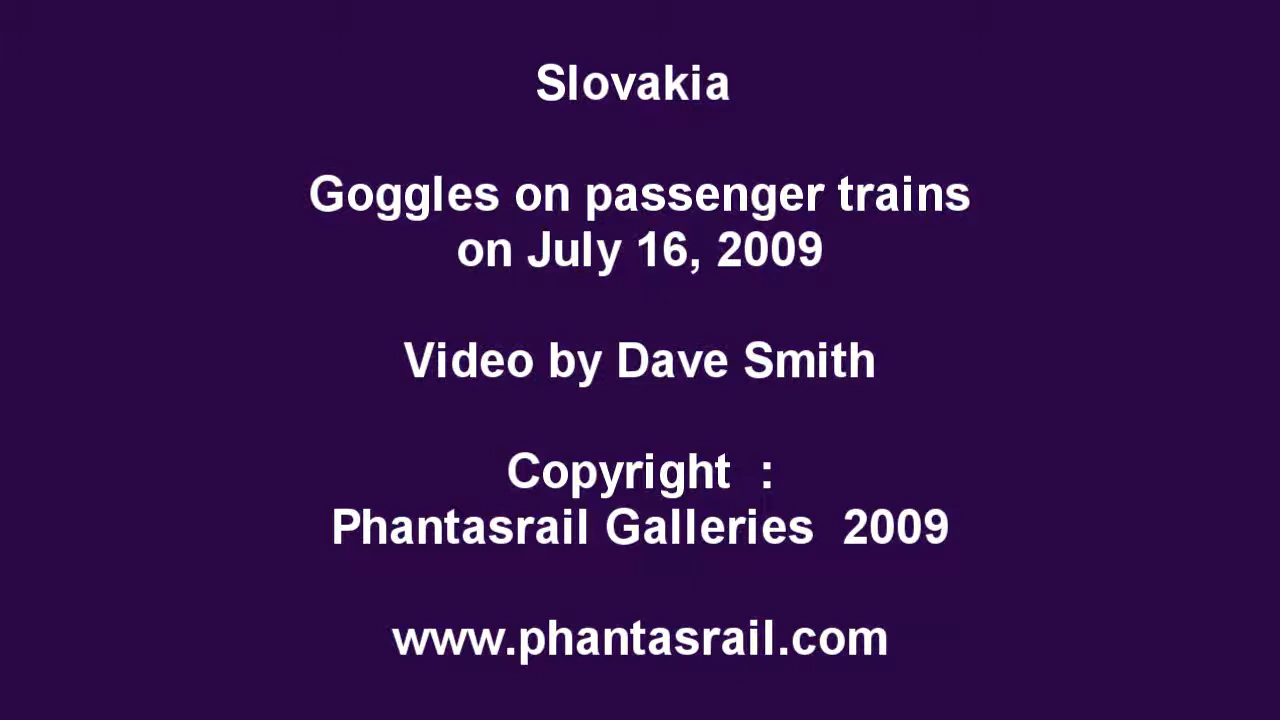 Slovakia
Goggles on passenger trains
on July 16, 2009
Video by Dave Smith
Copyright  :
Phantasrail Galleries  2009
www.phantasrail.com